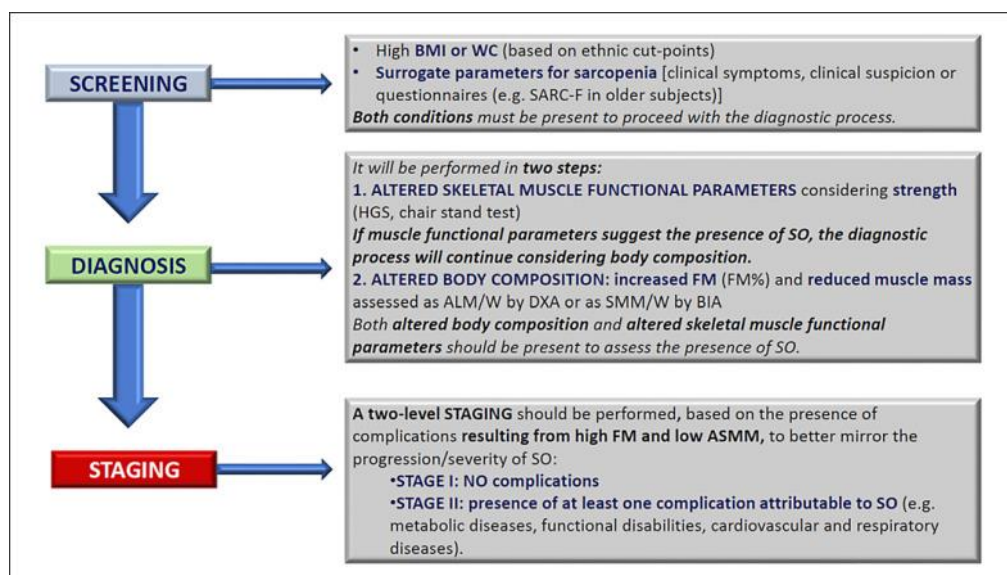 SCREENING
• High BMI or WC (based on ethnic cut-points)
• Surrogate parameters for sarcopenia [clinical symptoms, clinical suspicion or
questionnaires (e.g. SARC-F in older subjects)]
Both conditions must be present to proceed with the diagnostic process.
DIAGNOSIS
It will be performed in two steps:
1. ALTERED SKELETAL MUSCLE FUNCTIONAL PARAMETERS considering strength
(HGS, chair stand test)
If muscle functional parameters suggest the presence of SO, the diagnostic
process will continue considering body composition.
2. ALTERED BODY COMPOSITION: increased FM (FM%) and reduced muscle mass
assessed as ALM/W by DXA or as SMM/W by BIA
Both altered body composition and altered skeletal muscle functional
parameters should be present to assess the presence of SO.
STAGING
A two-level STAGING should be performed, based on the presence of
complications resulting from high FM and low ASMM, to better mirror the
progression/severity of SO:
•STAGE I: NO complications
•STAGE II: presence of at least one complication attributable to SO (e.g.
metabolic diseases, functional disabilities, cardiovascular and respiratory
diseases).